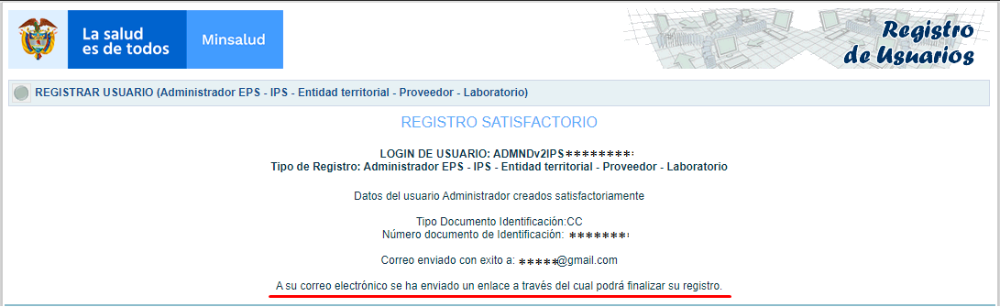 La salud
es de todos
Minsalud
Registro
de Usuarios
REGISTRAR USUARIO (Administrador EPS - IPS - Entidad territorial - Proveedor - Laboratorio)
REGISTRO SATISFACTORIO
LOGIN DE USUARIO: ADMNDv2IPS********:
Tipo de Registro: Administrador EPS - IPS - Entidad territorial - Proveedor - Laboratorio
Datos del usuario Administrador creados satisfactoriamente
Tipo Documento Identificación:CC
Número documento de Identificación: *******:
Correo enviado con exito a: *****@gmail.com
A su correo electrónico se ha enviado un enlace a través del cual podrá finalizar su registro.